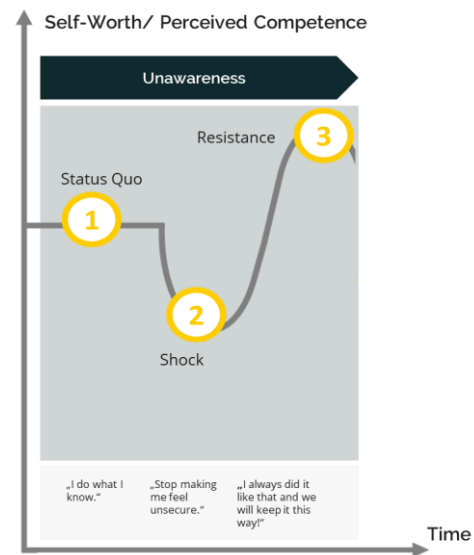 Self-Worth/ Perceived Competence
Unawareness
Resistance
3
Status Quo
1
2
Shock
„I do what I
know.“
„Stop making
me feel
unsecure.“
„I always did it
like that and we
will keep it this
way!“
Time